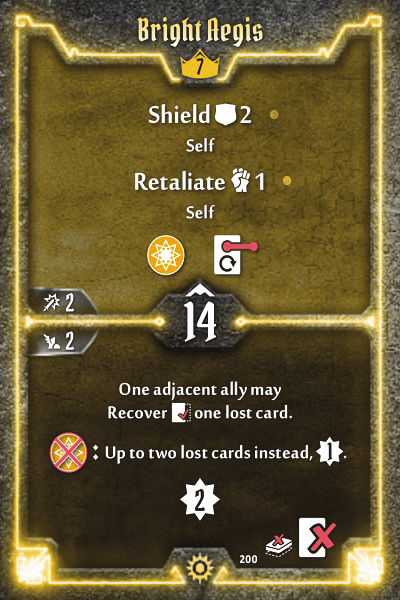 Bright Aegis
7
Shield 2
Self
Retaliate 1
Self
2
14
2
One adjacent ally may
Recover one lost card.
: Up to two lost cards instead, 1.
2
200